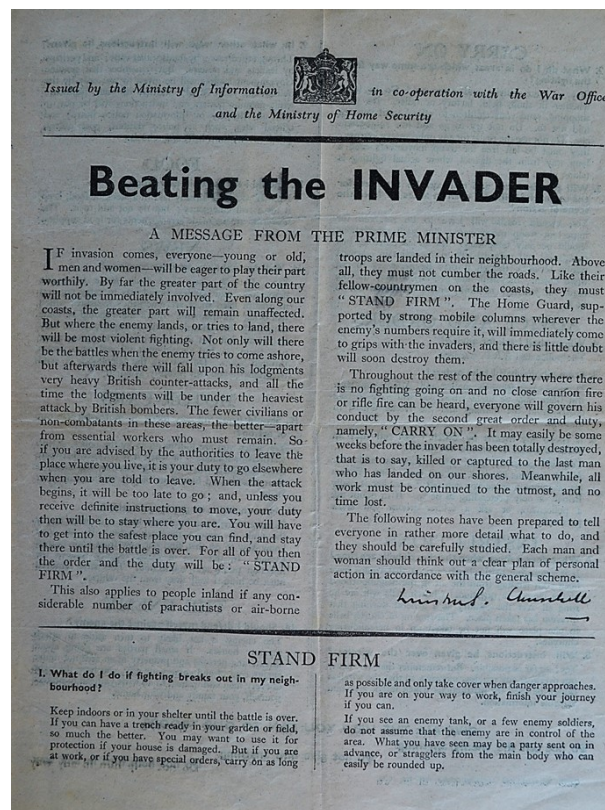 Issued by the Ministry of Information in co-operation with the War Office
and the Ministry of Home Security
Beating the INVADER
A MESSAGE FROM THE PRIME MINISTER
IF invasion comes, everyone—young or old,
men and women—will be eager to play their part
worthily. By far the greater part of the country
will not be immediately involved. Even along our
coasts, the greater part will remain unaffected.
But where the enemy lands, or tries to land, there
will be most violent fighting. Not only will there
be the battles when the enemy tries to come ashore,
but afterwards there will fall upon his lodgments
very heavy British counter-attacks, and all the
time the lodgments will be under the heaviest
attack by British bombers. The fewer civilians or
non-combatants in these areas, the better—apart
from essential workers who must remain. So
if you are advised by the authorities to leave the
place where you live, it is your duty to go elsewhere
when you are told to leave. When the attack
begins, it will be too late to go; and, unless you
receive definite instructions to move, your duty
then will be to stay where you are. You will have
to get into the safest place you can find, and stay
there until the battle is over. For all of you then
the order and the duty will be: "STAND
FIRM".
This also applies to people inland if any con-
siderable number of parachutists or air-borne
troops are landed in their neighbourhood. Above
all, they must not cumber the roads. Like their
fellow-countrymen on the coasts, they must
"STAND FIRM". The Home Guard, sup-
ported by strong mobile columns wherever the
enemy's numbers require it, will immediately come
to grips with the invaders, and there is little doubt
will soon destroy them.
Throughout the rest of the country where there
is no fighting going on and no close cannon fire
or rifle fire can be heard, everyone will govern his
conduct by the second great order and duty,
namely, "CARRY ON". It may easily be some
weeks before the invader has been totally destroyed,
that is to say, killed or captured to the last man
who has landed on our shores. Meanwhile, all
work must be continued to the utmost, and no
time lost.
The following notes have been prepared to tell
everyone in rather more detail what to do, and
they should be carefully studied. Each man and
woman should think out a clear plan of personal
action in accordance with the general scheme.
Winston S. Churchill
STAND FIRM
1. What do I do if fighting breaks out in my neigh-
bourhood?
Keep indoors or in your shelter until the battle is over.
If you can have a trench ready in your garden or field,
so much the better. You may want to use it for
protection if your house is damaged. But if you are
at work, or if you have special orders, carry on as long
as possible and only take cover when danger approaches.
If you are on your way to work, finish your journey
if you can.
If you see an enemy tank, or a few enemy soldiers,
do not assume that the enemy are in control of the
area. What you have seen may be a party sent on in
advance, or stragglers from the main body who can
easily be rounded up.